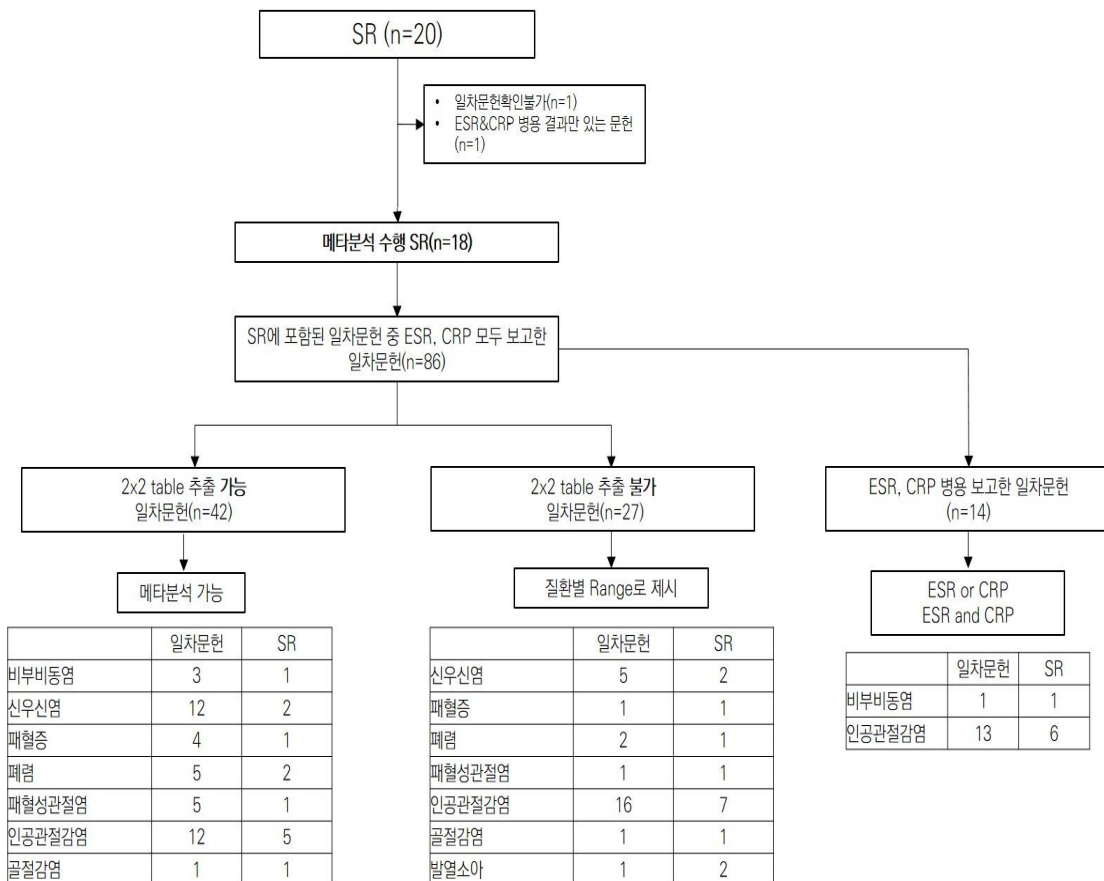 SR (n=20)
• 일차문헌확인불가(n=1)
• ESR&CRP 병용 결과만 있는 문헌
(n=1)
메타분석 수행 SR(n=18)
SR에 포함된 일차문헌 중 ESR, CRP 모두 보고한
일차문헌(n=86)
2x2 table 추출 가능
일차문헌(n=42)
메타분석 가능
일차문헌 SR
비부비동염 3 1
신우신염 12 2
패혈증 4 1
폐렴 5 2
패혈성관절염 5 1
인공관절감염 12 5
골절감염 1 1
2x2 table 추출 불가
일차문헌(n=27)
질환별 Range로 제시
일차문헌 SR
신우신염 5 2
패혈증 1 1
폐렴 2 1
패혈성관절염 1 1
인공관절감염 16 7
골절감염 1 1
발열소아 1 2
ESR, CRP 병용 보고한 일차문헌
(n=14)
ESR or CRP
ESR and CRP
일차문헌 SR
비부비동염 1 1
인공관절감염 13 6